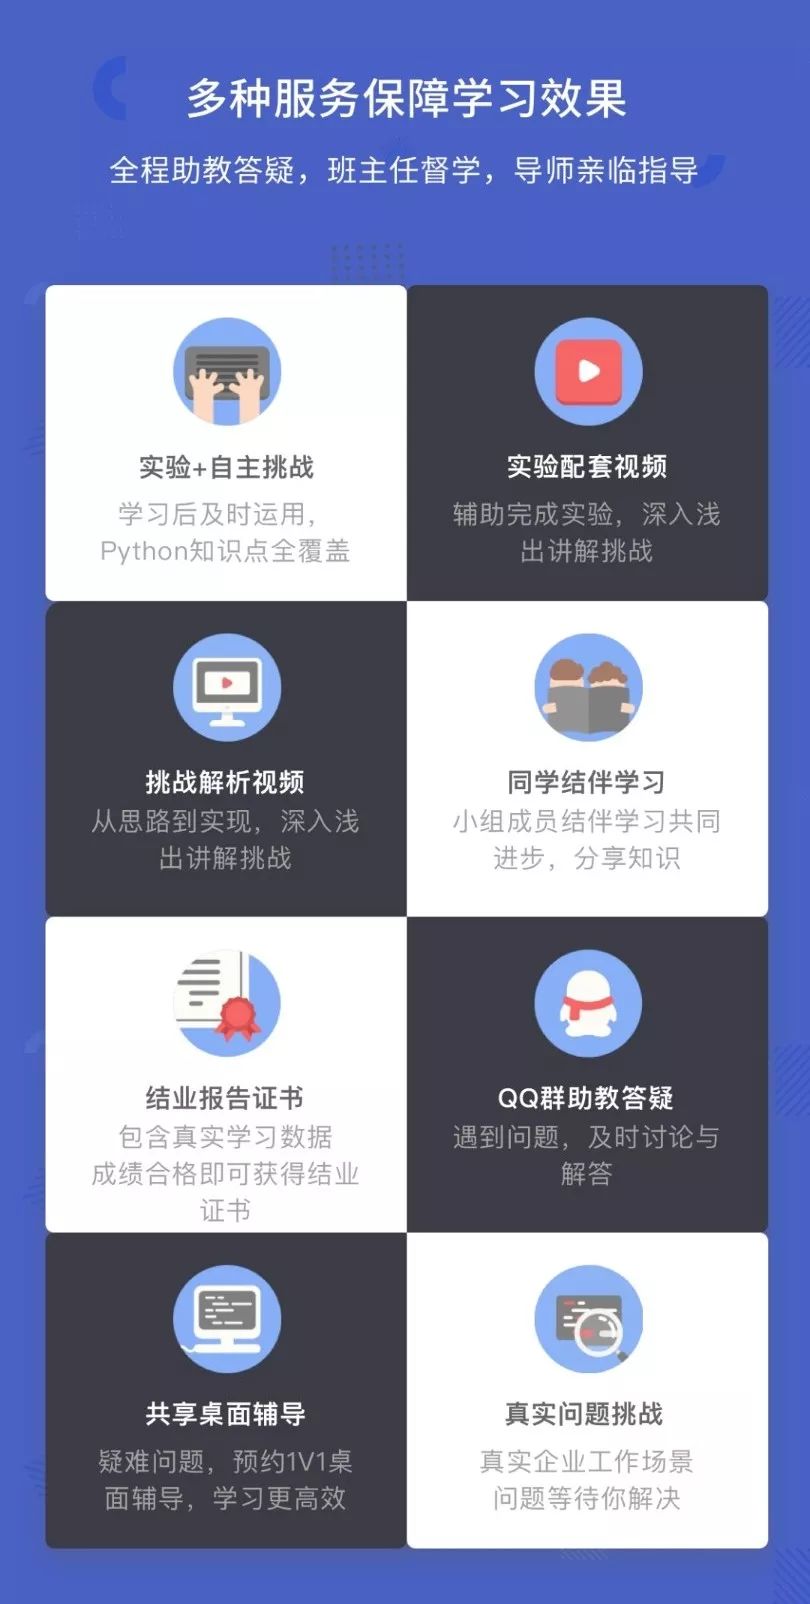 多种服务保障学习效果
全程助教答疑，班主任督学，导师亲临指导
实验+自主挑战
学习后及时运用，
Python知识点全覆盖
实验配套视频
辅助完成实验，深入浅
出讲解挑战
挑战解析视频
从思路到实现，深入浅
出讲解挑战
同学结伴学习
小组成员结伴学习共同
进步，分享知识
结业报告证书
包含真实学习数据
成绩合格即可获得结业
证书
QQ群助教答疑
遇到问题，及时讨论与
解答
共享桌面辅导
疑难问题，预约1V1桌
面辅导，学习更高效
真实问题挑战
真实企业工作场景
问题等待你解决